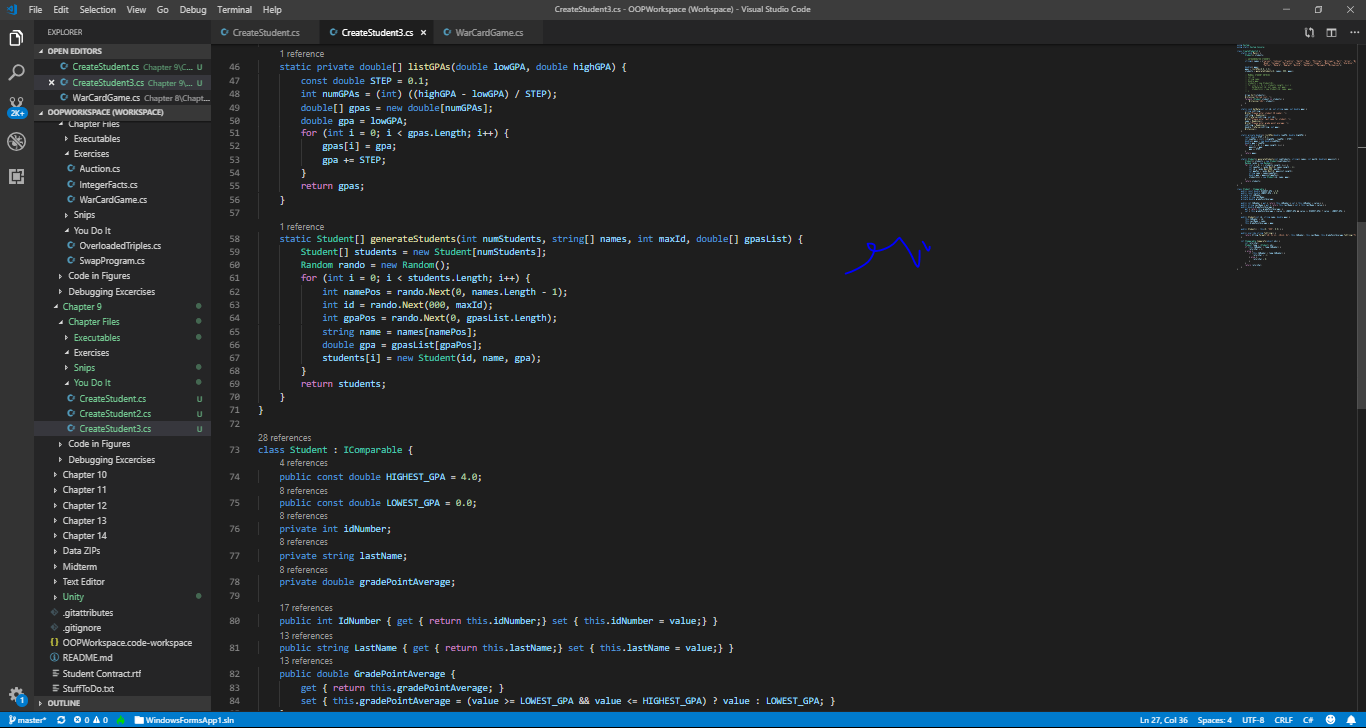 File Edit Selection View Go Debug Terminal Help
CreateStudent3.cs - OOPWorkspace (Workspace) - Visual Studio Code
EXPLORER
OPEN EDITORS
CreateStudent.cs Chapter 9\C... U
CreateStudent3.cs Chapter 9\... U
WarCardGame.cs Chapter 8\Chapt...
OOPWORKSPACE (WORKSPACE)
Chapter Files
Executables
Exercises
Auction.cs
IntegerFacts.cs
WarCardGame.cs
Snips
You Do It
OverloadedTriples.cs
SwapProgram.cs
Code in Figures
Debugging Excercises
Chapter 9
Chapter Files
Executables
Exercises
Snips
You Do It
CreateStudent.cs U
CreateStudent2.cs U
CreateStudent3.cs U
Code in Figures
Debugging Excercises
Chapter 10
Chapter 11
Chapter 12
Chapter 13
Chapter 14
Data ZIPs
Midterm
Text Editor
Unity
.gitattributes
.gitignore
OOPWorkspace.code-workspace
README.md
Student Contract.rtf
StuffToDo.txt
OUTLINE
2K+
1
CreateStudent.cs CreateStudent3.cs WarCardGame.cs
1 reference
46 static private double[] listGPAs(double lowGPA, double highGPA) {
47 const double STEP = 0.1;
48 int numGPAs = (int) ((highGPA - lowGPA) / STEP);
49 double[] gpas = new double[numGPAs];
50 double gpa = lowGPA;
51 for (int i = 0; i < gpas.Length; i++) {
52 gpas[i] = gpa;
53 gpa += STEP;
54 }
55 return gpas;
56 }
57
1 reference
58 static Student[] generateStudents(int numStudents, string[] names, int maxId, double[] gpasList) {
59 Student[] students = new Student[numStudents];
60 Random rando = new Random();
61 for (int i = 0; i < students.Length; i++) {
62 int namePos = rando.Next(0, names.Length - 1);
63 int id = rando.Next(000, maxId);
64 int gpaPos = rando.Next(0, gpasList.Length);
65 string name = names[namePos];
66 double gpa = gpasList[gpaPos];
67 students[i] = new Student(id, name, gpa);
68 }
69 return students;
70 }
71 }
72
28 references
73 class Student : IComparable {
4 references
74 public const double HIGHEST_GPA = 4.0;
8 references
75 public const double LOWEST_GPA = 0.0;
8 references
76 private int idNumber;
8 references
77 private string lastName;
8 references
78 private double gradePointAverage;
79
17 references
80 public int IdNumber { get { return this.idNumber;} set { this.idNumber = value;} }
13 references
81 public string LastName { get { return this.lastName;} set { this.lastName = value;} }
13 references
82 public double GradePointAverage {
83 get { return this.gradePointAverage; }
84 set { this.gradePointAverage = (value >= LOWEST_GPA && value <= HIGHEST_GPA) ? value : LOWEST_GPA; }
master* 0 0 WindowsFormsApp1.sln
Ln 27, Col 36 Spaces: 4 UTF-8 CRLF C#